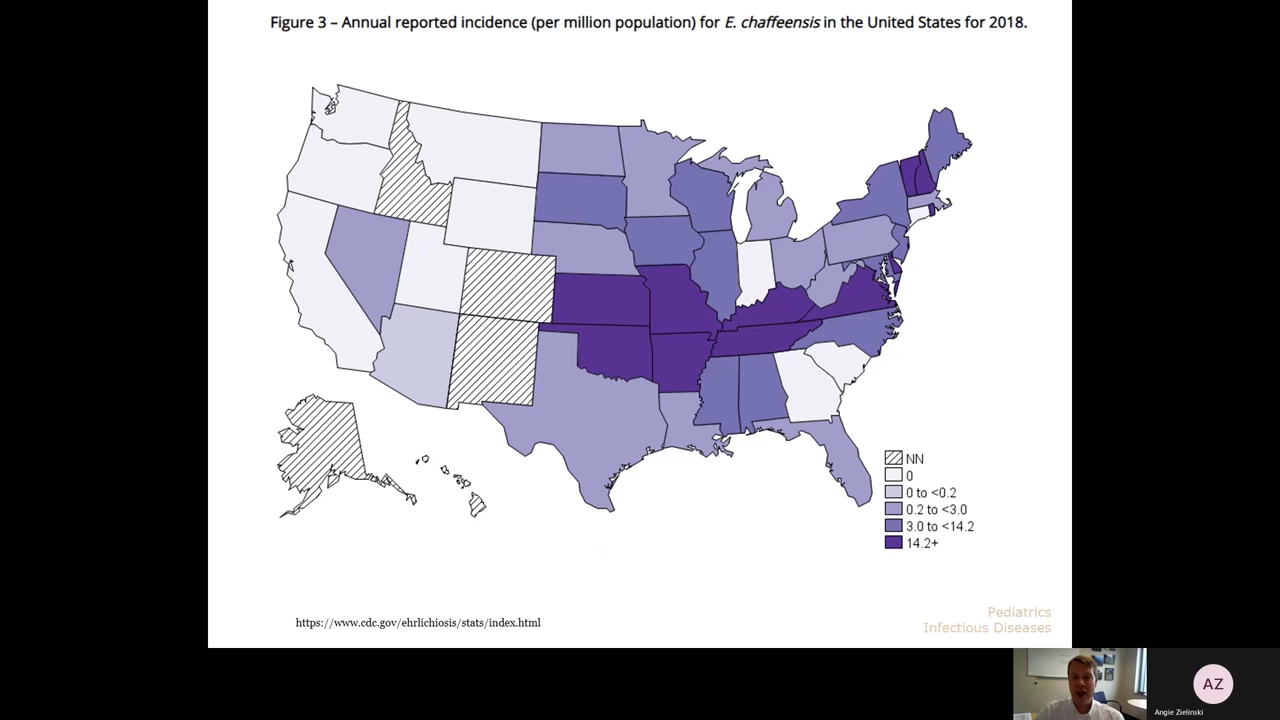 Figure 3 – Annual reported incidence (per million population) for E. chaffeensis in the United States for 2018.
NN
0
0 to <0.2
0.2 to <3.0
3.0 to <14.2
14.2+
https://www.cdc.gov/ehrlichiosis/stats/index.html
Pediatrics
Infectious Diseases
AZ
Angie Zielinski